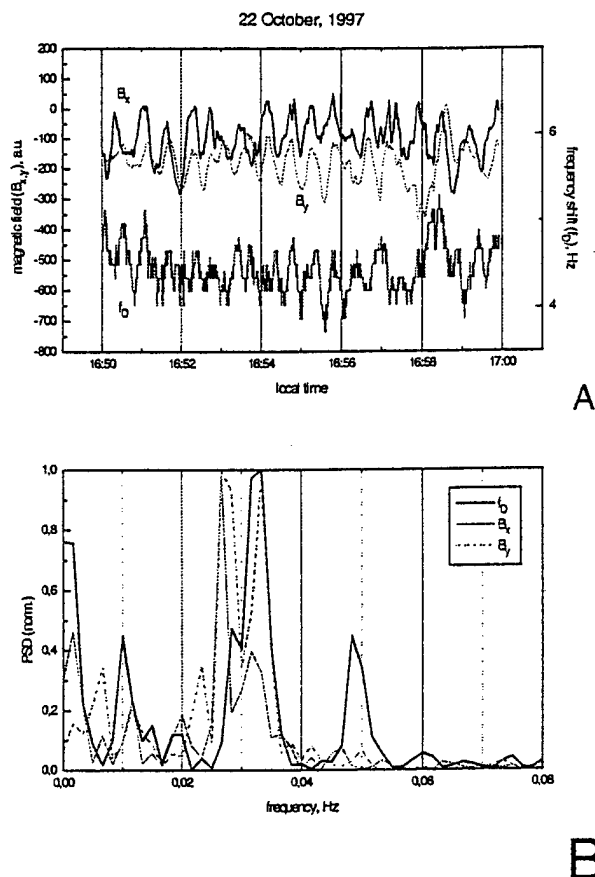 22 October, 1997
magnetic field (Bx,y), a.u.
200
100
0
-100
-200
-300
-400
-500
-600
-700
-800
Bx
By
fD
6
4
frequency shift (fD), Hz
16:50
16:52
16:54
16:56
16:58
17:00
local time
A
PSD (norm.)
1,0
0,8
0,6
0,4
0,2
0,0
fD
Bx
By
0,00
0,02
0,04
0,06
0,08
frequency, Hz
B